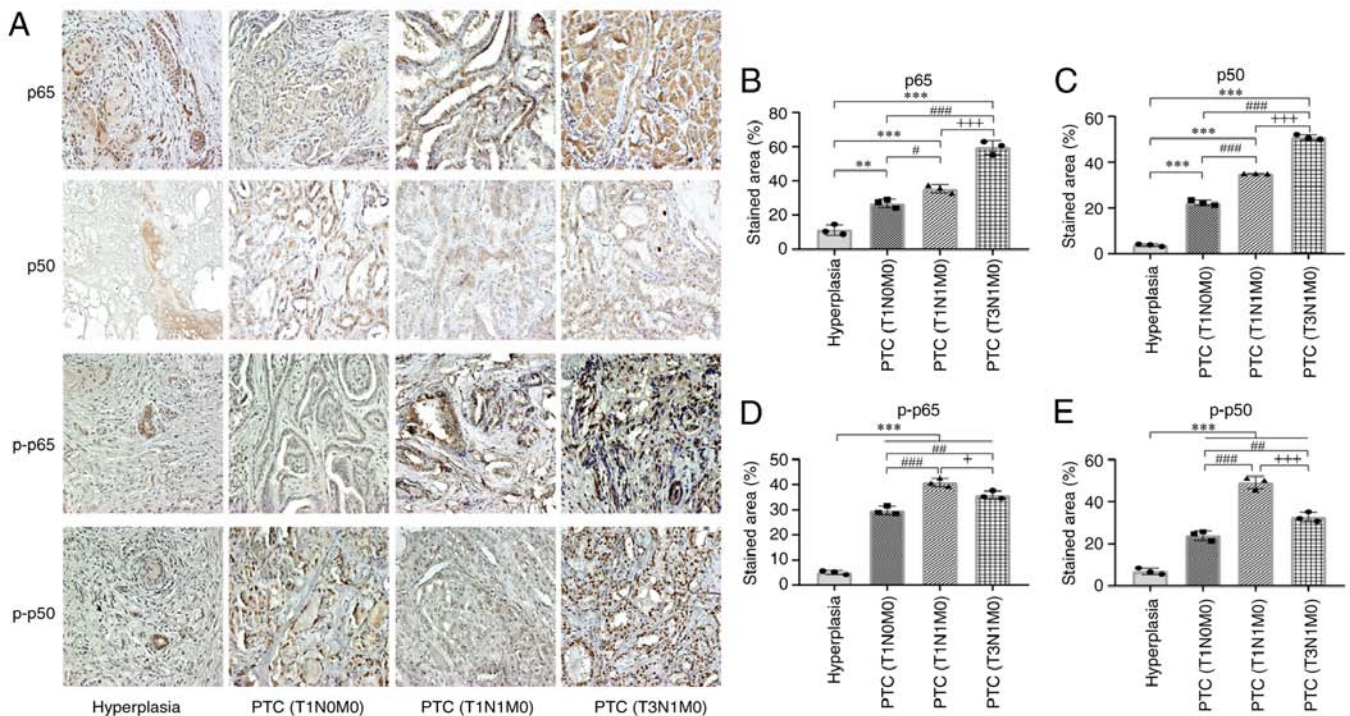 A
p65
p50
p-p65
p-p50
Hyperplasia
PTC (T1N0M0)
PTC (T1N1M0)
PTC (T3N1M0)
B
p65
Stained area (%)
80
60
40
20
0
***
###
+++
***
#
**
Hyperplasia
PTC (T1N0M0)
PTC (T1N1M0)
PTC (T3N1M0)
C
p50
Stained area (%)
60
40
20
0
***
###
+++
***
###
***
Hyperplasia
PTC (T1N0M0)
PTC (T1N1M0)
PTC (T3N1M0)
D
p-p65
Stained area (%)
50
40
30
20
10
0
***
##
###
+
Hyperplasia
PTC (T1N0M0)
PTC (T1N1M0)
PTC (T3N1M0)
E
p-p50
Stained area (%)
60
40
20
0
***
##
###
+++
Hyperplasia
PTC (T1N0M0)
PTC (T1N1M0)
PTC (T3N1M0)